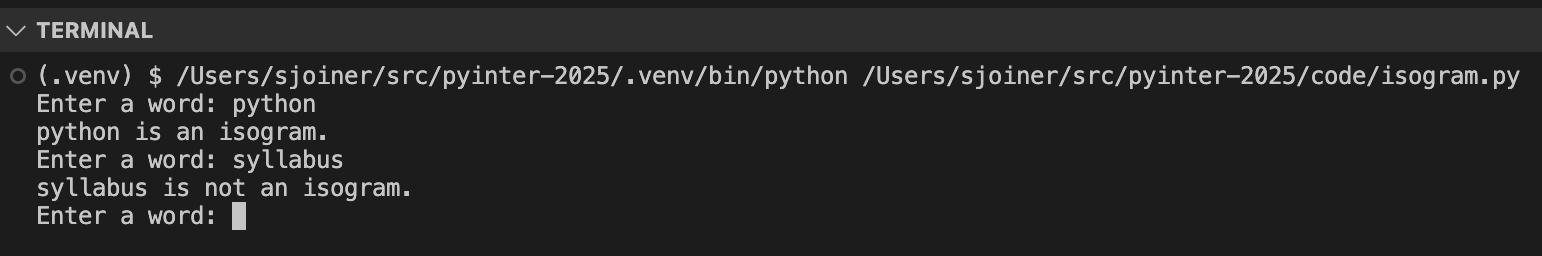 TERMINAL
(.venv) $ /Users/sjoiner/src/pyinter-2025/.venv/bin/python /Users/sjoiner/src/pyinter-2025/code/isogram.py
Enter a word: python
python is an isogram.
Enter a word: syllabus
syllabus is not an isogram.
Enter a word: